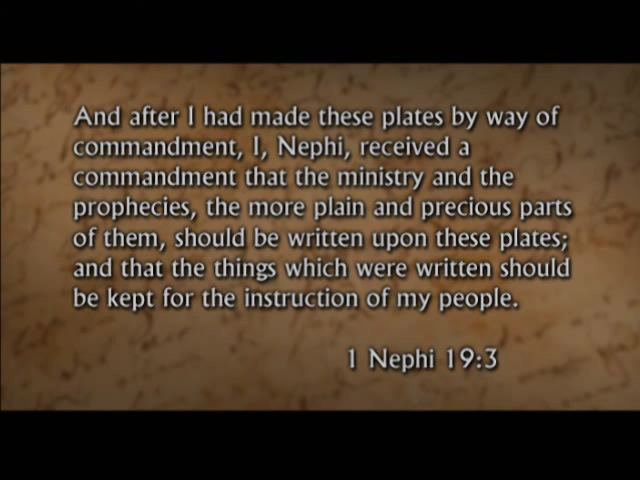 And after I had made these plates by way of
commandment, I, Nephi, received a
commandment that the ministry and the
prophecies, the more plain and precious parts
of them, should be written upon these plates;
and that the things which were written should
be kept for the instruction of my people.
1 Nephi 19:3